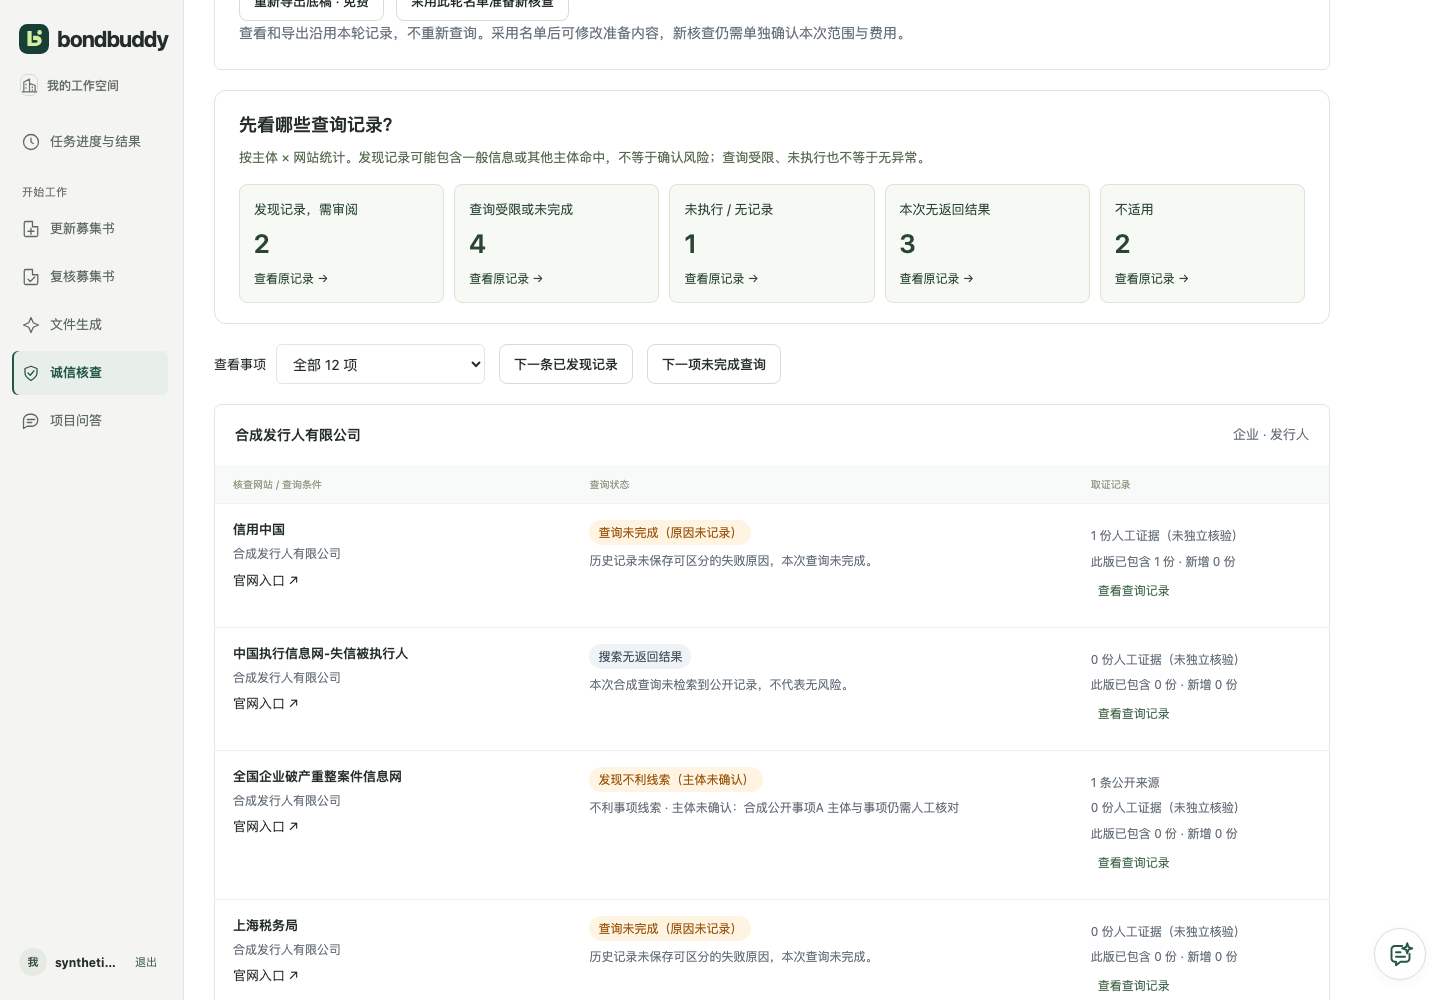 bondbuddy
我的工作空间
任务进度与结果
开始工作
更新募集书
复核募集书
文件生成
诚信核查
项目问答
我 syntheti... 退出
重新导出底稿 · 免费 采用此轮名单准备新核查
查看和导出沿用本轮记录，不重新查询。采用名单后可修改准备内容，新核查仍需单独确认本次范围与费用。
先看哪些查询记录？
按主体 × 网站统计。发现记录可能包含一般信息或其他主体命中，不等于确认风险；查询受限、未执行也不等于无异常。
发现记录，需审阅 查询受限或未完成 未执行 / 无记录 本次无返回结果 不适用
2 4 1 3 2
查看原记录 → 查看原记录 → 查看原记录 → 查看原记录 → 查看原记录 →
查看事项 全部 12 项 下一条已发现记录 下一项未完成查询
合成发行人有限公司 企业 · 发行人
核查网站 / 查询条件 查询状态 取证记录
信用中国
合成发行人有限公司
官网入口 ↗
查询未完成（原因未记录）
历史记录未保存可区分的失败原因，本次查询未完成。
1 份人工证据（未独立核验）
此版已包含 1 份 · 新增 0 份
查看查询记录
中国执行信息网-失信被执行人
合成发行人有限公司
官网入口 ↗
搜索无返回结果
本次合成查询未检索到公开记录，不代表无风险。
0 份人工证据（未独立核验）
此版已包含 0 份 · 新增 0 份
查看查询记录
全国企业破产重整案件信息网
合成发行人有限公司
官网入口 ↗
发现不利线索（主体未确认）
不利事项线索 · 主体未确认：合成公开事项A 主体与事项仍需人工核对
1 条公开来源
0 份人工证据（未独立核验）
此版已包含 0 份 · 新增 0 份
查看查询记录
上海税务局
合成发行人有限公司
官网入口 ↗
查询未完成（原因未记录）
历史记录未保存可区分的失败原因，本次查询未完成。
0 份人工证据（未独立核验）
此版已包含 0 份 · 新增 0 份
查看查询记录